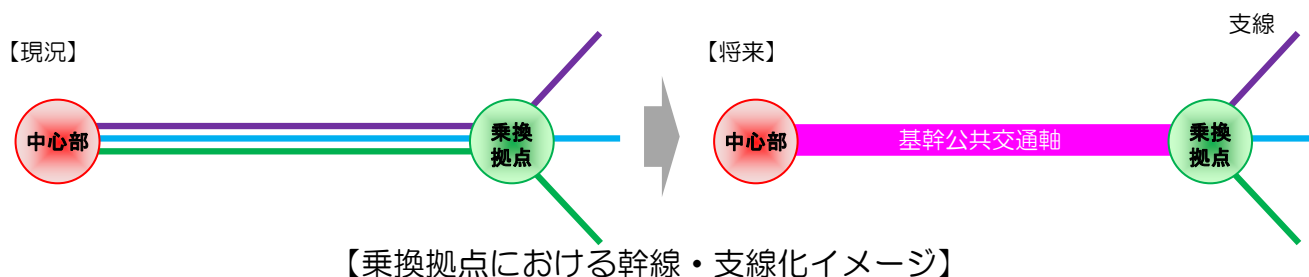 【現況】
中心部
乗換
拠点
【将来】
支線
中心部
基幹公共交通軸
乗換
拠点
【乗換拠点における幹線・支線化イメージ】